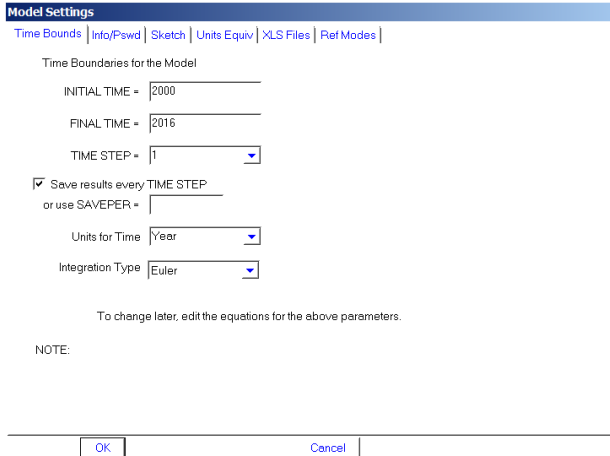 Model Settings
Time Bounds Info/Pswd Sketch Units Equiv XLS Files Ref Modes
Time Boundaries for the Model
INITIAL TIME = 2000
FINAL TIME = 2016
TIME STEP = 1
Save results every TIME STEP
or use SAVEPER =
Units for Time Year
Integration Type Euler
To change later, edit the equations for the above parameters.
NOTE:
OK Cancel